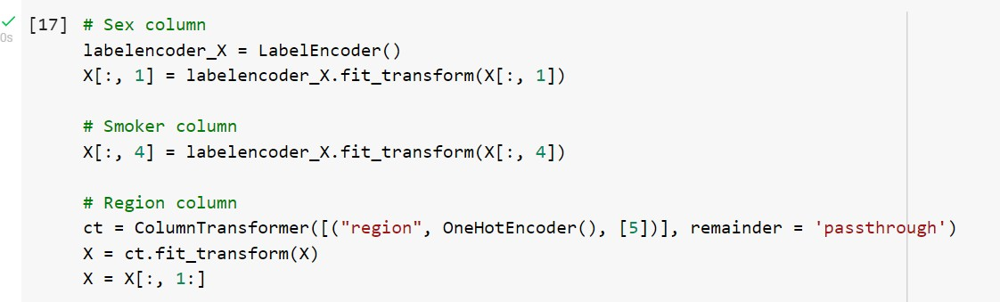 [17] # Sex column
0s
labelencoder_X = LabelEncoder()
X[:, 1] = labelencoder_X.fit_transform(X[:, 1])
# Smoker column
X[:, 4] = labelencoder_X.fit_transform(X[:, 4])
# Region column
ct = ColumnTransformer([("region", OneHotEncoder(), [5])], remainder = 'passthrough')
X = ct.fit_transform(X)
X = X[:, 1:]